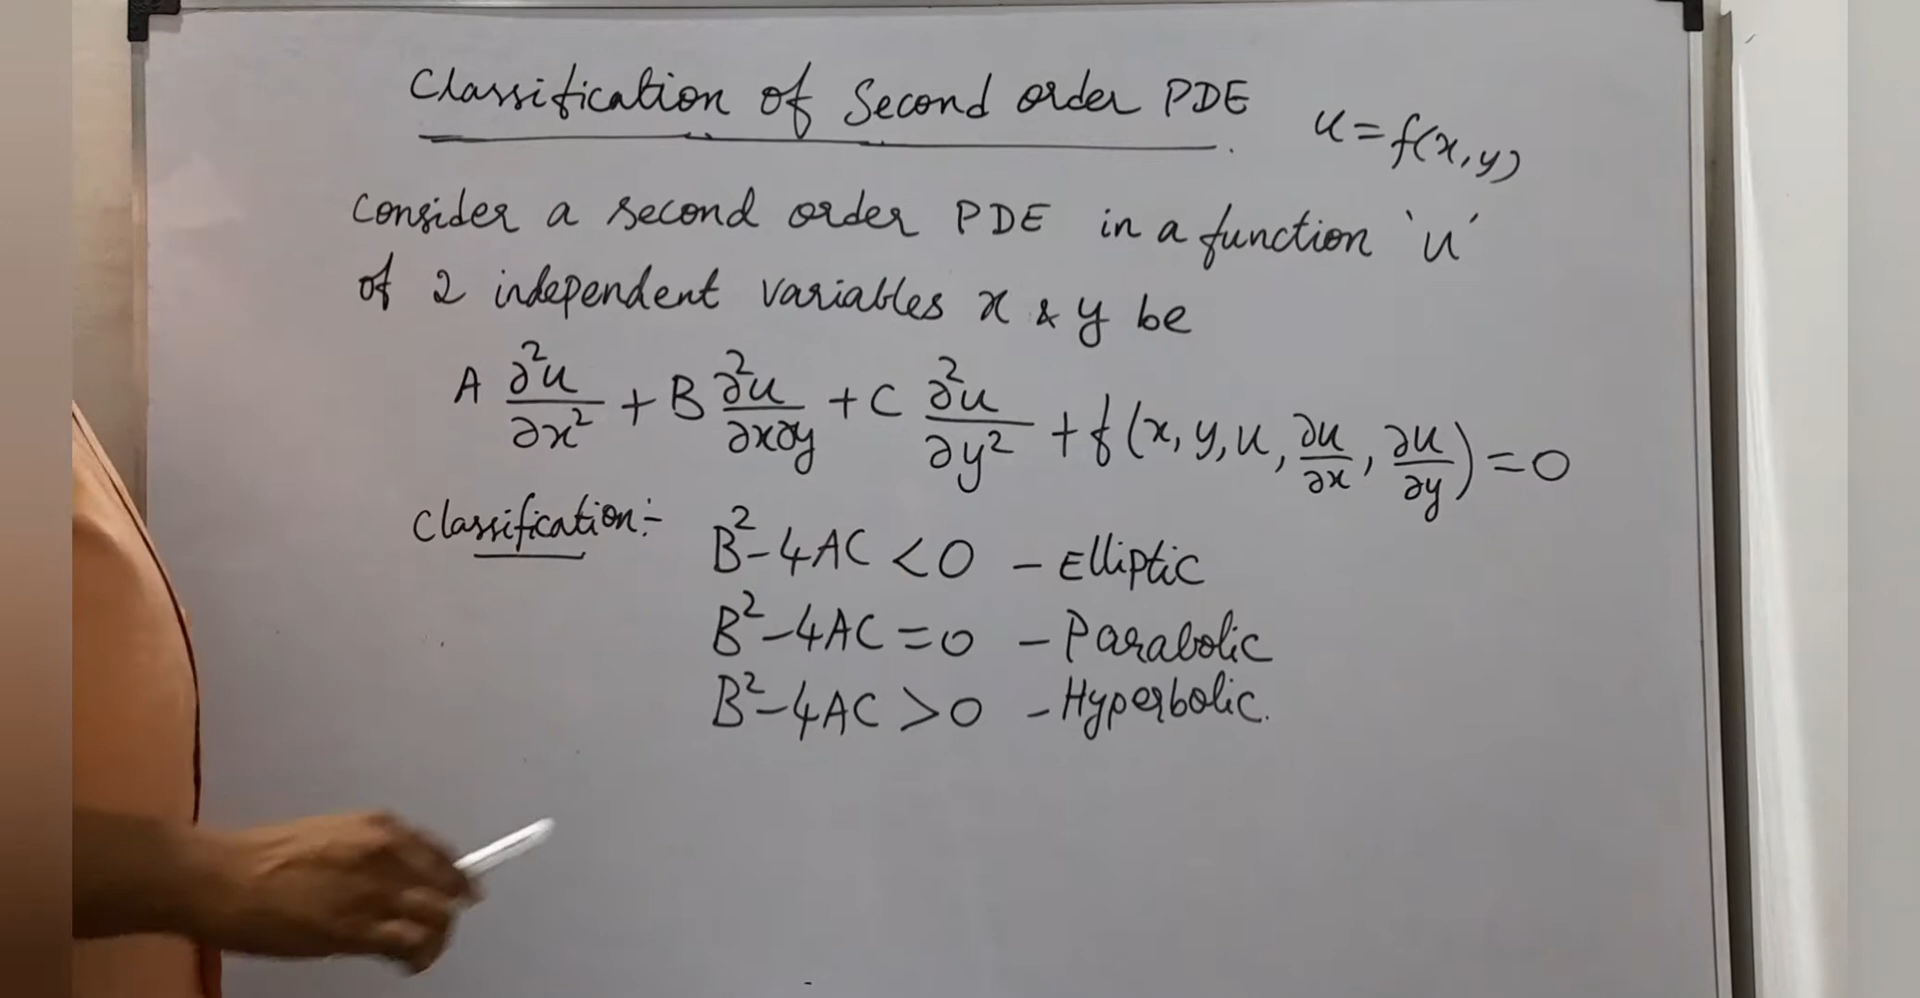 Classification of Second order PDE
u=f(x,y)
Consider a second order PDE in a function 'u'
of 2 independent variables x & y be
A ∂²u/∂x² + B ∂²u/∂x∂y + C ∂²u/∂y² + f(x, y, u, ∂u/∂x, ∂u/∂y) = 0
Classification:-
B²-4AC < 0 - Elliptic
B²-4AC = 0 - Parabolic
B²-4AC > 0 - Hyperbolic.